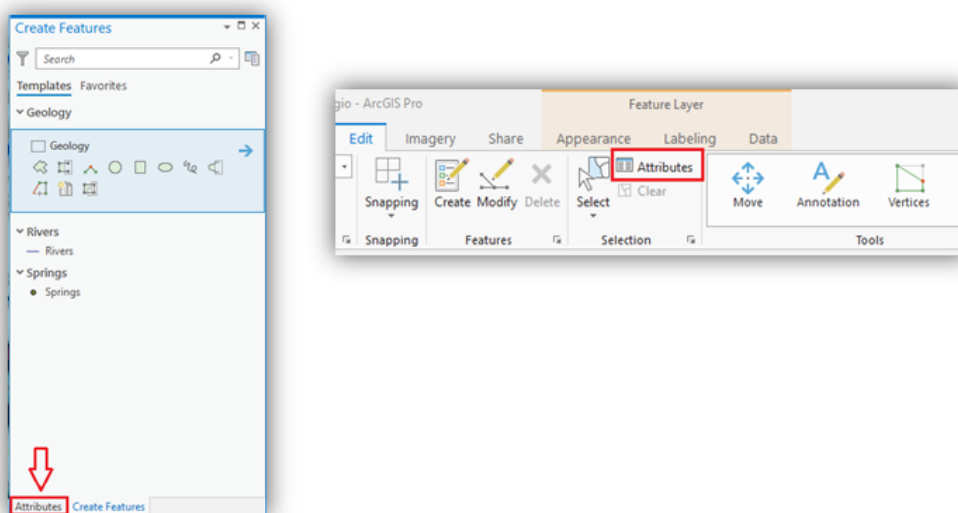 Create Features
Search
Templates Favorites
Geology
Geology
Rivers
Rivers
Springs
Springs
Attributes Create Features
gio - ArcGIS Pro Feature Layer
Edit Imagery Share Appearance Labeling Data
Attributes
Clear
Snapping Create Modify Delete Select Move Annotation Vertices
Snapping Features Selection Tools